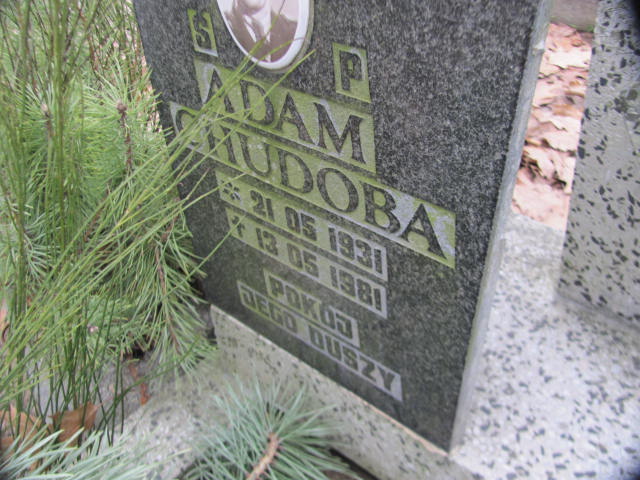 S P
ADAM
CHUDOBA
* 21 05 1931
+ 13 05 1981
POKÓJ
JEGO DUSZY